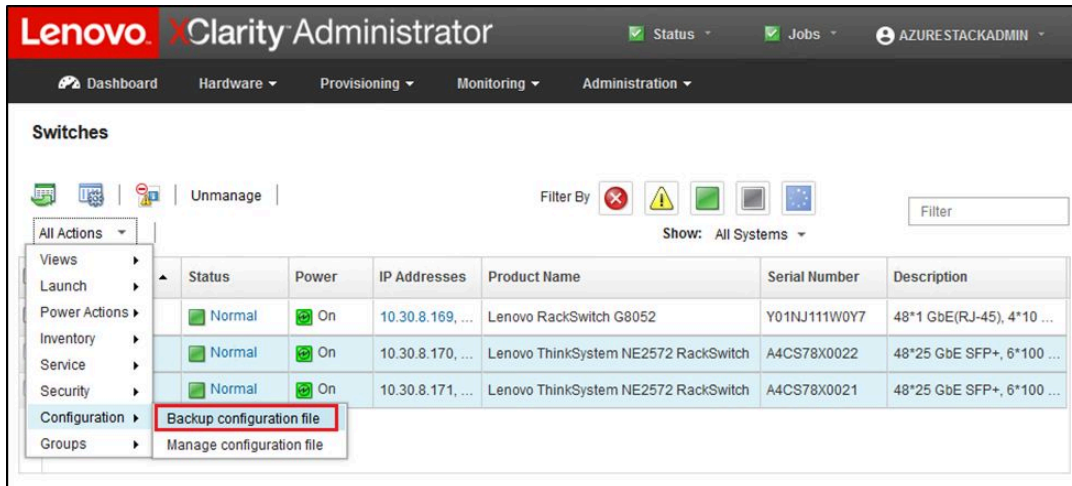 Lenovo. XClarity Administrator Status Jobs AZURESTACKADMIN
Dashboard Hardware Provisioning Monitoring Administration
Switches
Unmanage Filter By Filter
All Actions Show: All Systems
Views
Launch
Power Actions
Inventory
Service
Security
Configuration
Groups
Backup configuration file
Manage configuration file
Status Power IP Addresses Product Name Serial Number Description
Normal On 10.30.8.169, ... Lenovo RackSwitch G8052 Y01NJ111W0Y7 48*1 GbE(RJ-45), 4*10 ...
Normal On 10.30.8.170, ... Lenovo ThinkSystem NE2572 RackSwitch A4CS78X0022 48*25 GbE SFP+, 6*100 ...
Normal On 10.30.8.171, ... Lenovo ThinkSystem NE2572 RackSwitch A4CS78X0021 48*25 GbE SFP+, 6*100 ...